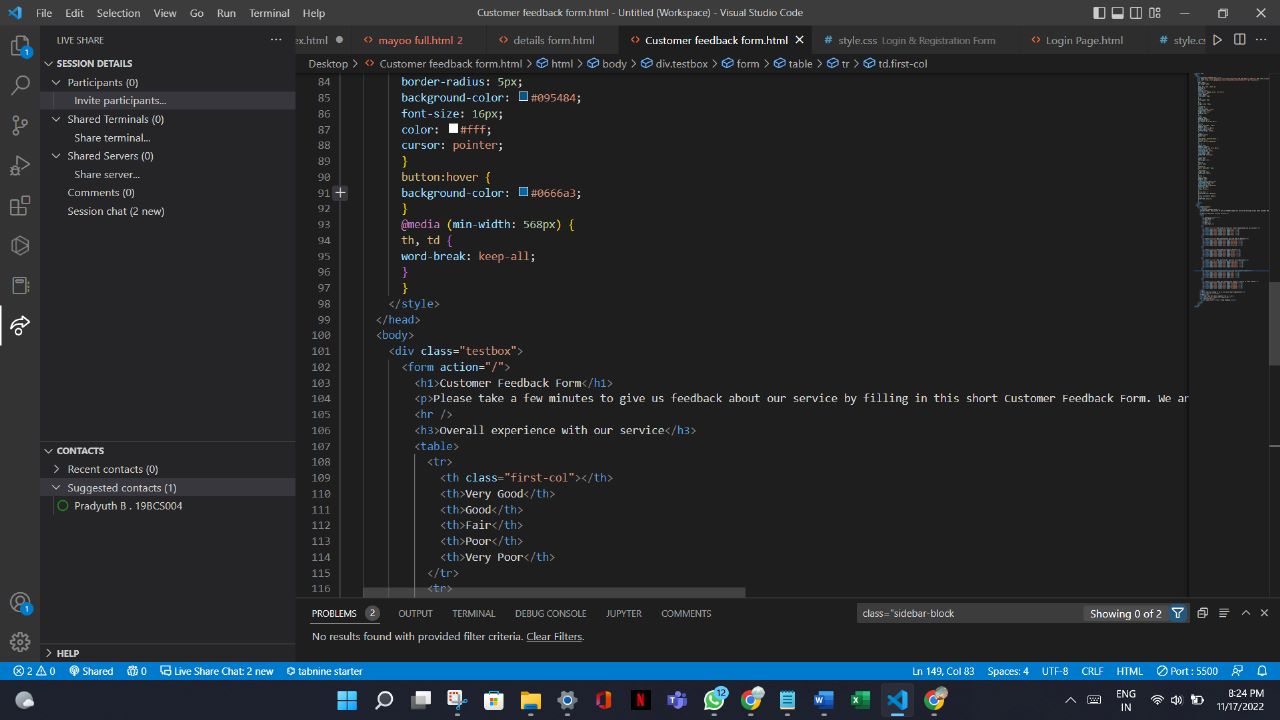 File Edit Selection View Go Run Terminal Help
Customer feedback form.html - Untitled (Workspace) - Visual Studio Code
LIVE SHARE
SESSION DETAILS
Participants (0)
Invite participants...
Shared Terminals (0)
Share terminal...
Shared Servers (0)
Share server...
Comments (0)
Session chat (2 new)
CONTACTS
Recent contacts (0)
Suggested contacts (1)
Pradyuth B . 19BCS004
HELP
1
1
ex.html
mayoo full.html 2
details form.html
Customer feedback form.html
style.css Login & Registration Form
Login Page.html
style.cs
Desktop > Customer feedback form.html > html > body > div.testbox > form > table > tr > td.first-col
84 border-radius: 5px;
85 background-color: #095484;
86 font-size: 16px;
87 color: #fff;
88 cursor: pointer;
89 }
90 button:hover {
91 background-color: #0666a3;
92 }
93 @media (min-width: 568px) {
94 th, td {
95 word-break: keep-all;
96 }
97 }
98 </style>
99 </head>
100 <body>
101 <div class="testbox">
102 <form action="/">
103 <h1>Customer Feedback Form</h1>
104 <p>Please take a few minutes to give us feedback about our service by filling in this short Customer Feedback Form. We ar
105 <hr />
106 <h3>Overall experience with our service</h3>
107 <table>
108 <tr>
109 <th class="first-col"></th>
110 <th>Very Good</th>
111 <th>Good</th>
112 <th>Fair</th>
113 <th>Poor</th>
114 <th>Very Poor</th>
115 </tr>
116 <tr>
PROBLEMS 2 OUTPUT TERMINAL DEBUG CONSOLE JUPYTER COMMENTS
class="sidebar-block
Showing 0 of 2
No results found with provided filter criteria. Clear Filters.
2 0 Shared 0 Live Share Chat: 2 new tabnine starter
Ln 149, Col 83 Spaces: 4 UTF-8 CRLF HTML Port : 5500
12
ENG
IN
8:24 PM
11/17/2022